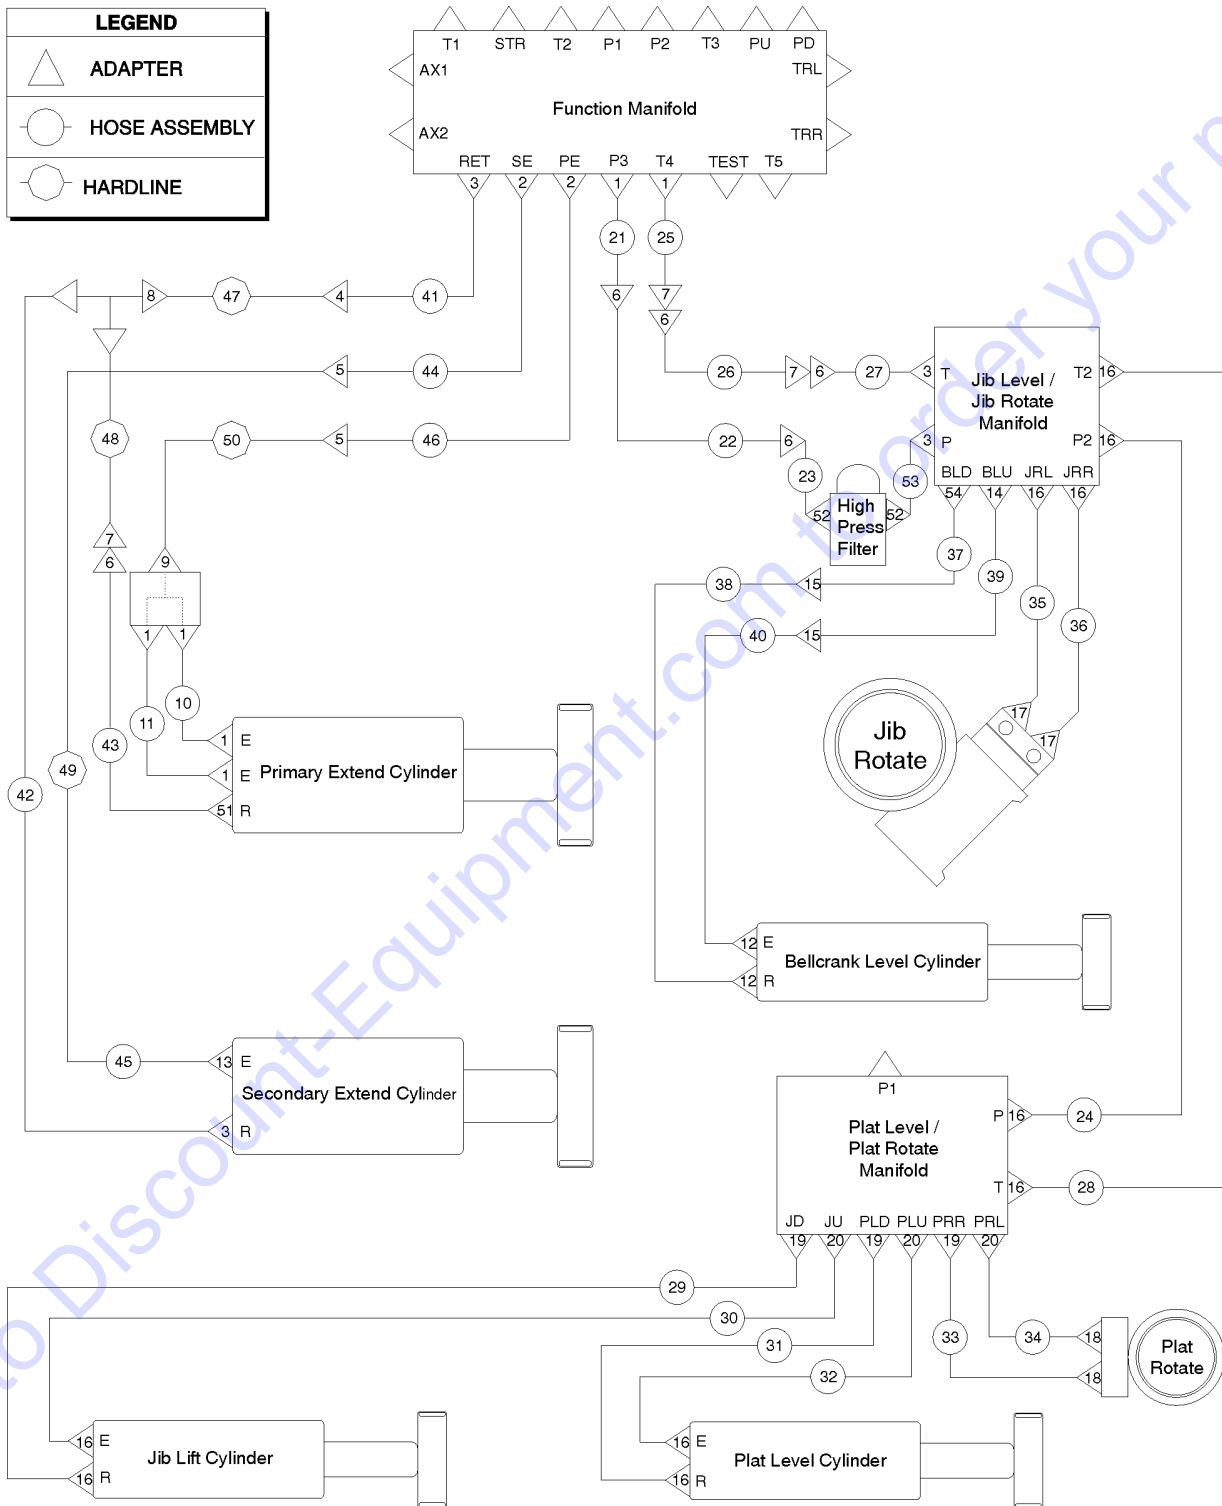 LEGEND
ADAPTER
HOSE ASSEMBLY
HARDLINE
T1 STR T2 P1 P2 T3 PU PD
AX1 TRL
Function Manifold
AX2 TRR
RET SE PE P3 T4 TEST T5
3 2 2 1 1
21 25
8 47 4 41 6 7
6
5 44 26 7 6 27 3 T Jib Level / T2 16
Jib Rotate
Manifold
48 50 5 46 22 6 3 P P2 16
BLD BLU JRL JRR
23 53 54 14 16 16
52 High 52
Press
Filter
7
6 9 37
38 15 39
35
1 1 40 15 36
10
11
17
17
Jib
Rotate
43 1 E
49 1 E Primary Extend Cylinder
42 51 R
12 E
Bellcrank Level Cylinder
12 R
45 13 E
Secondary Extend Cylinder
3 R
P1
P 16 24
Plat Level /
Plat Rotate
Manifold
T 16 28
JD JU PLD PLU PRR PRL
19 20 19 20 19 20
29
30
31 33 34 18
32 18
Plat
Rotate
16 E
Jib Lift Cylinder
16 R
16 E
Plat Level Cylinder
16 R
to Discount-Equipment.com to order your p